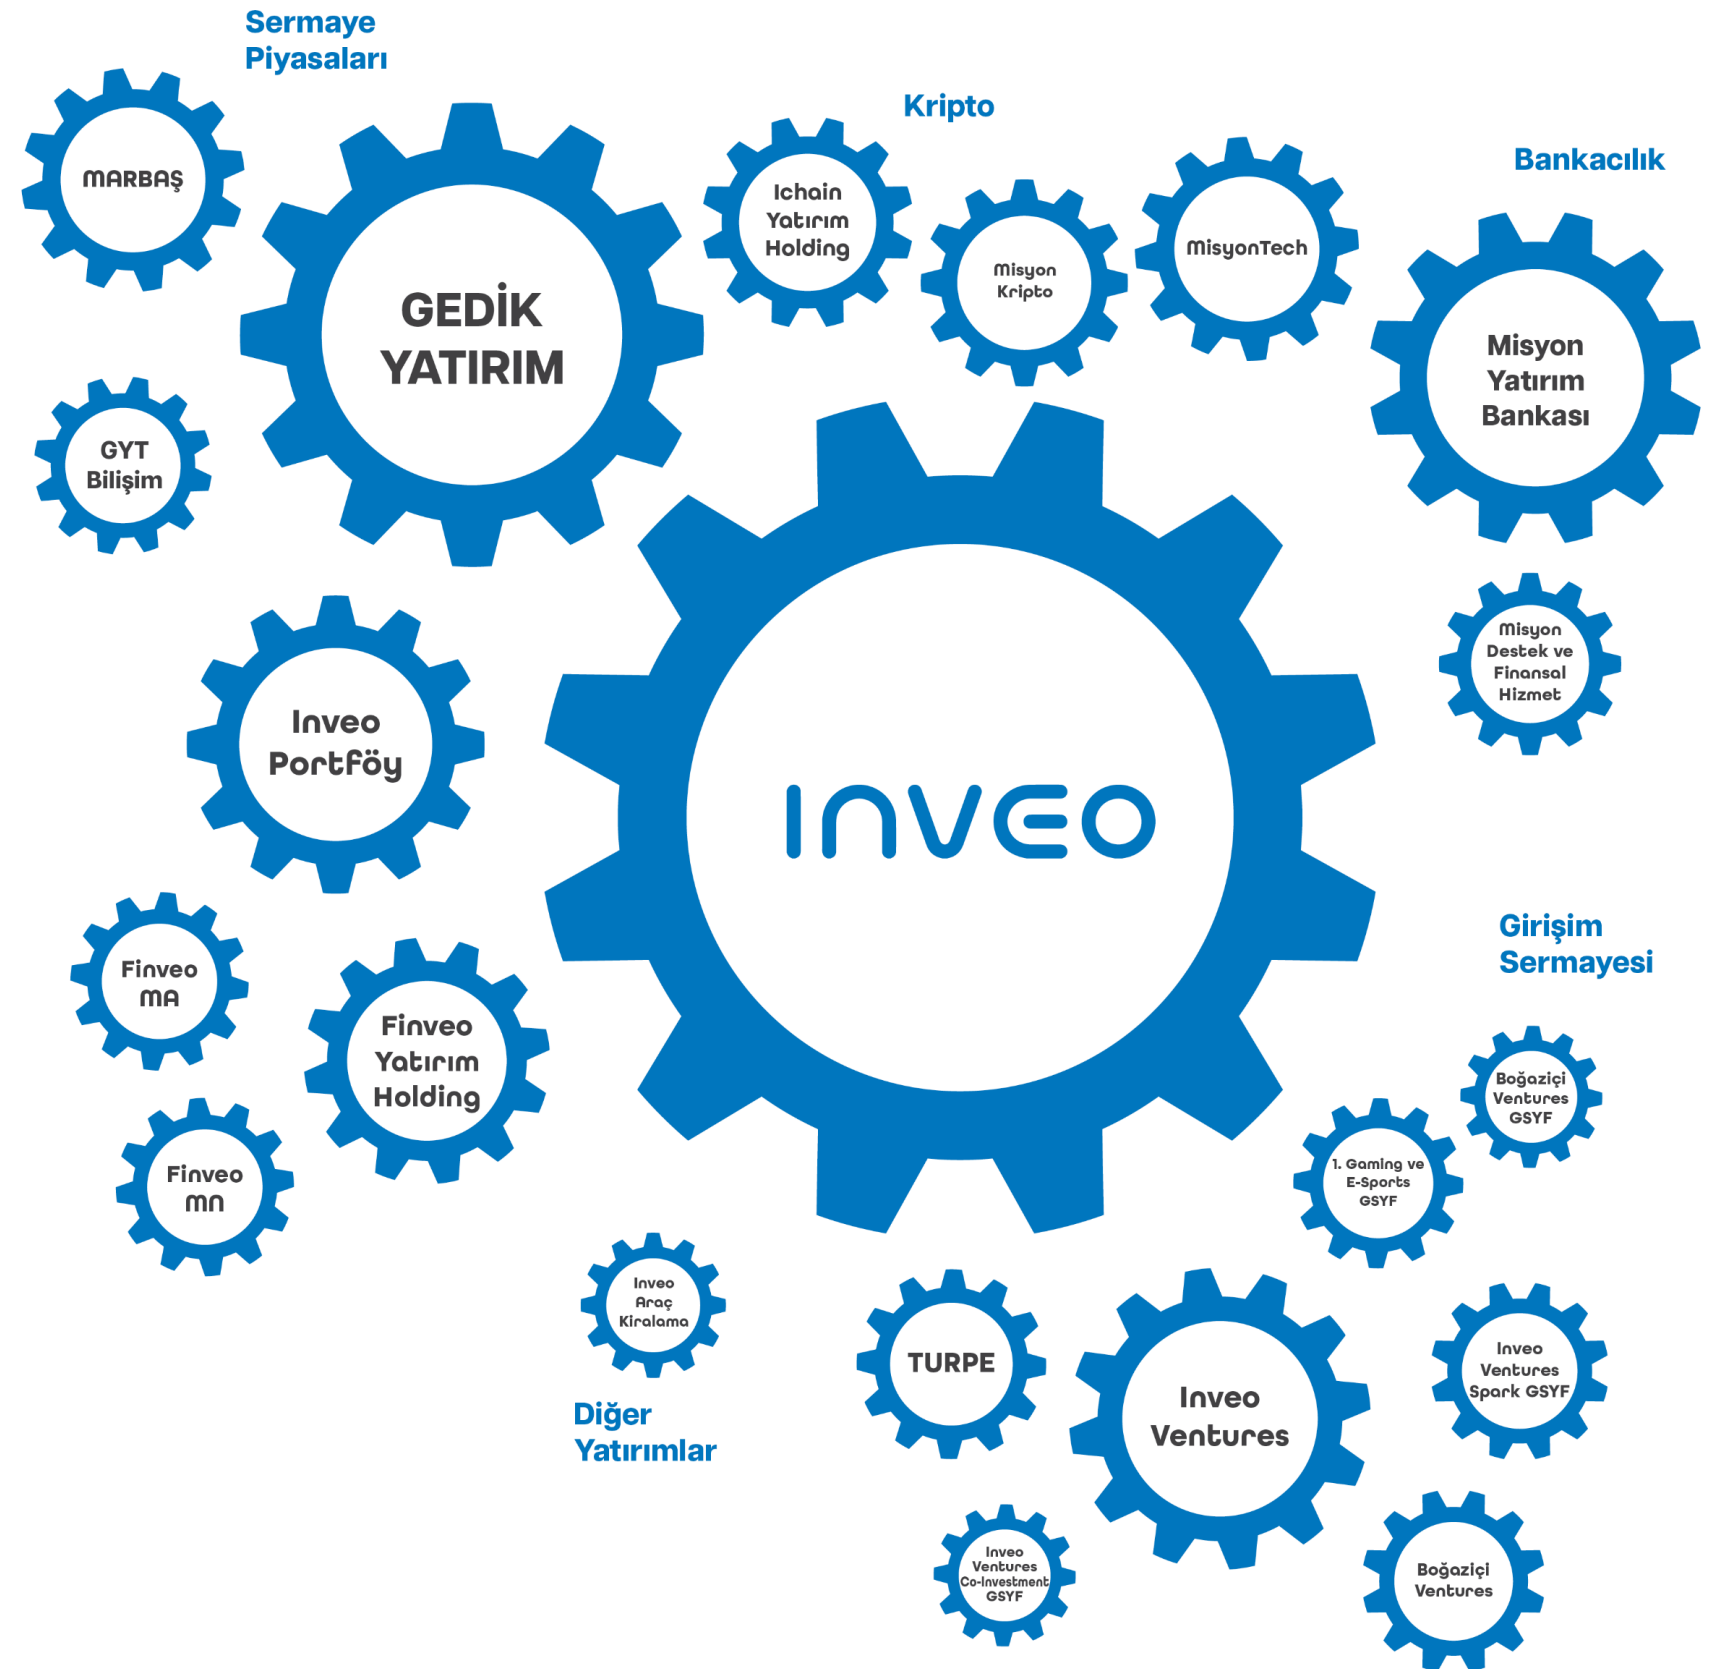 Sermaye
Piyasaları
MARBAŞ
GEDİK
YATIRIM
GYT
Bilişim
Inveo
Portföy
Finveo
MA
Finveo
Yatırım
Holding
Finveo
MN
Kripto
Ichain
Yatırım
Holding
Misyon
Kripto
MisyonTech
Bankacılık
Misyon
Yatırım
Bankası
Misyon
Destek ve
Finansal
Hizmet
INVEO
Girişim
Sermayesi
Boğaziçi
Ventures
GSYF
1. Gaming ve
E-Sports
GSYF
Inveo
Araç
Kiralama
Diğer
Yatırımlar
TURPE
Inveo
Ventures
Inveo
Ventures
Spark GSYF
Inveo
Ventures
Co-Investment
GSYF
Boğaziçi
Ventures